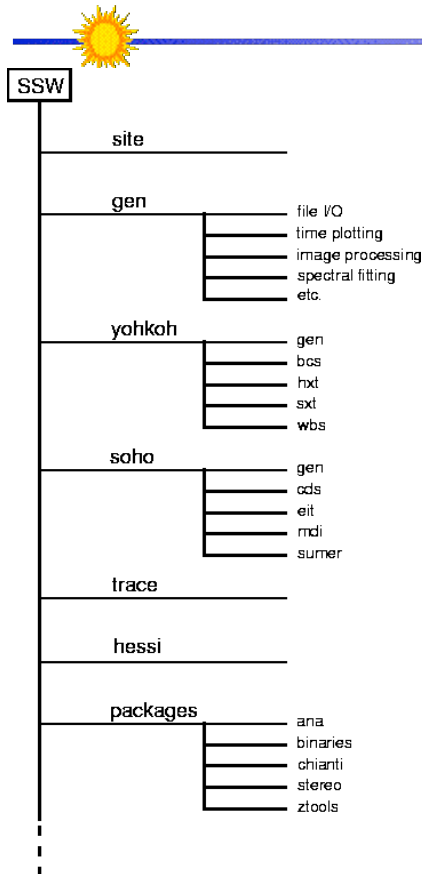 SSW
site
gen
file I/O
time plotting
image processing
spectral fitting
etc.
yohkoh
gen
bcs
hxt
sxt
wbs
soho
gen
cds
eit
mdi
sumer
trace
hessi
packages
ana
binaries
chianti
stereo
ztools